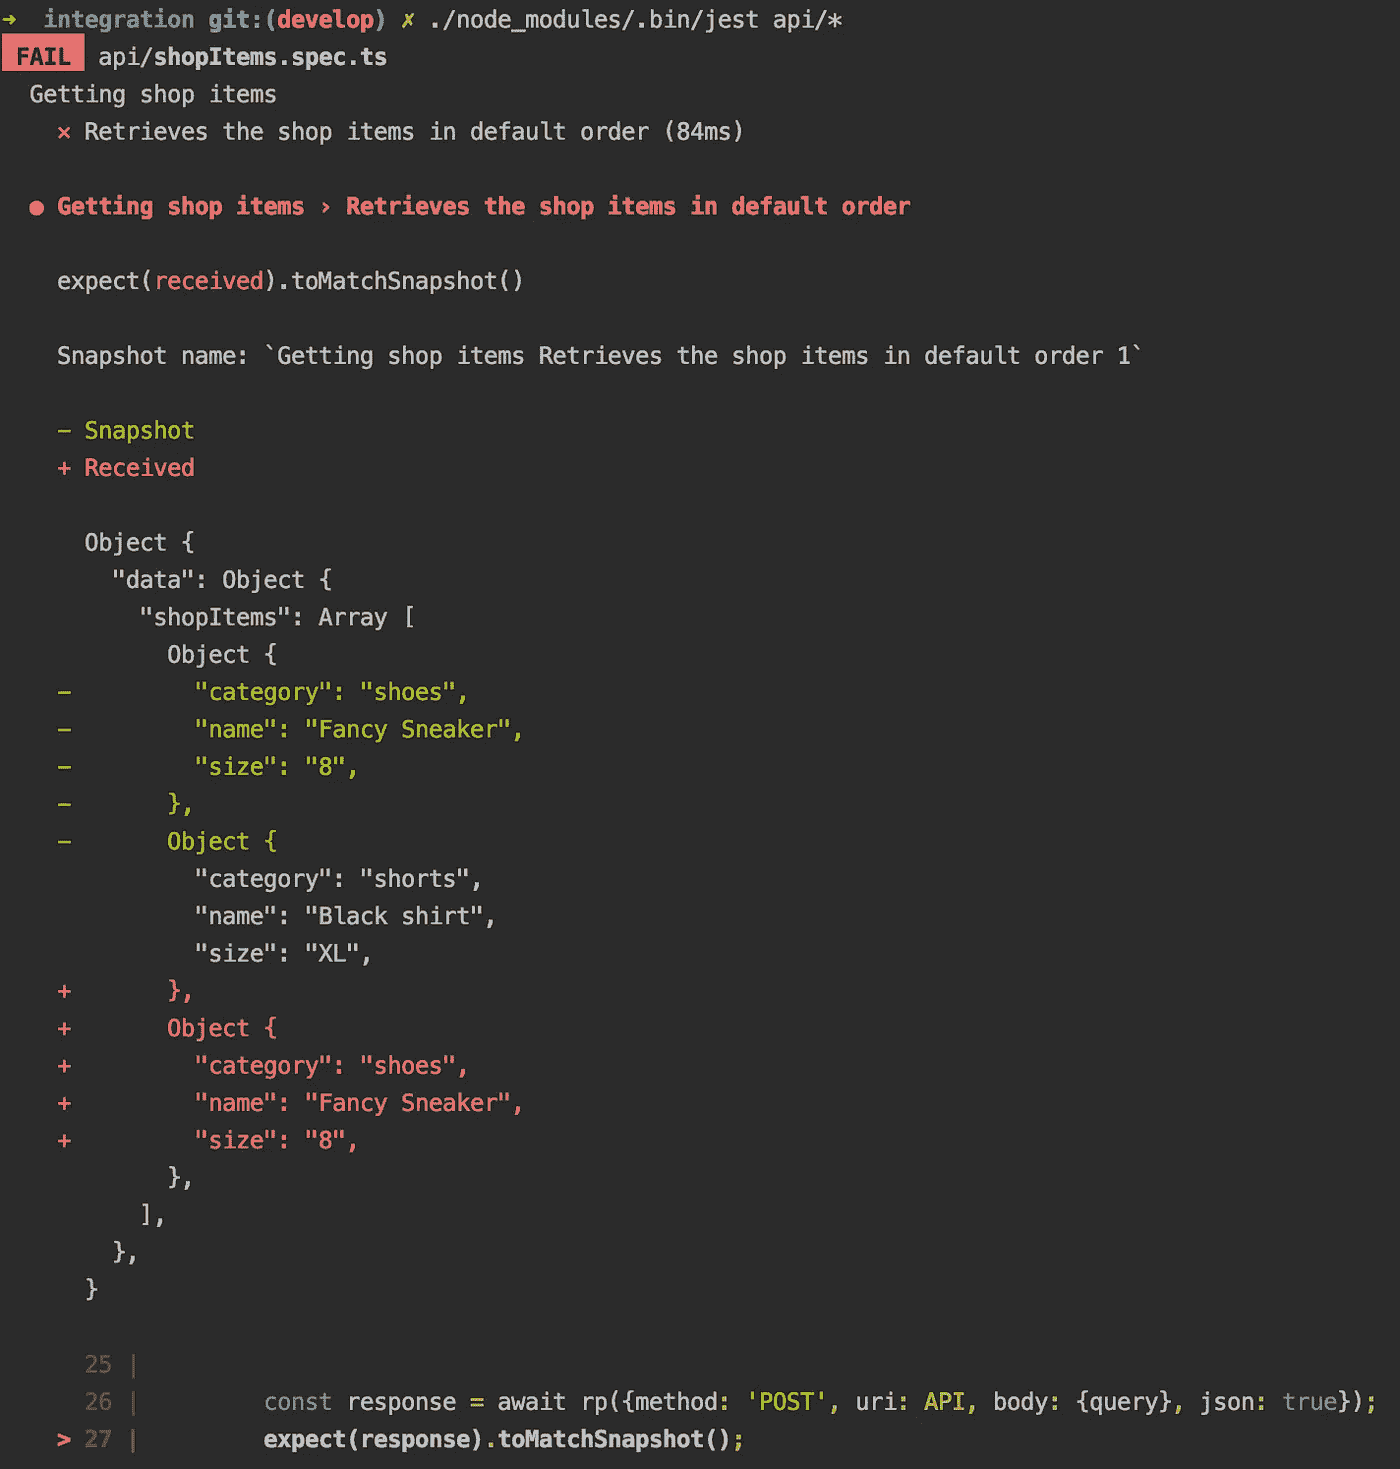 ➜  integration git:(develop) ✗ ./node_modules/.bin/jest api/*
FAIL api/shopItems.spec.ts
  Getting shop items
    ✕ Retrieves the shop items in default order (84ms)
  ● Getting shop items › Retrieves the shop items in default order
    expect(received).toMatchSnapshot()
    Snapshot name: `Getting shop items Retrieves the shop items in default order 1`
    - Snapshot
    + Received
      Object {
        "data": Object {
          "shopItems": Array [
            Object {
    -         "category": "shoes",
    -         "name": "Fancy Sneaker",
    -         "size": "8",
    -       },
    -       Object {
              "category": "shorts",
              "name": "Black shirt",
              "size": "XL",
    +       },
    +       Object {
    +         "category": "shoes",
    +         "name": "Fancy Sneaker",
    +         "size": "8",
            },
          ],
        },
      }
      25 |
      26 |         const response = await rp({method: 'POST', uri: API, body: {query}, json: true});
    > 27 |         expect(response).toMatchSnapshot();